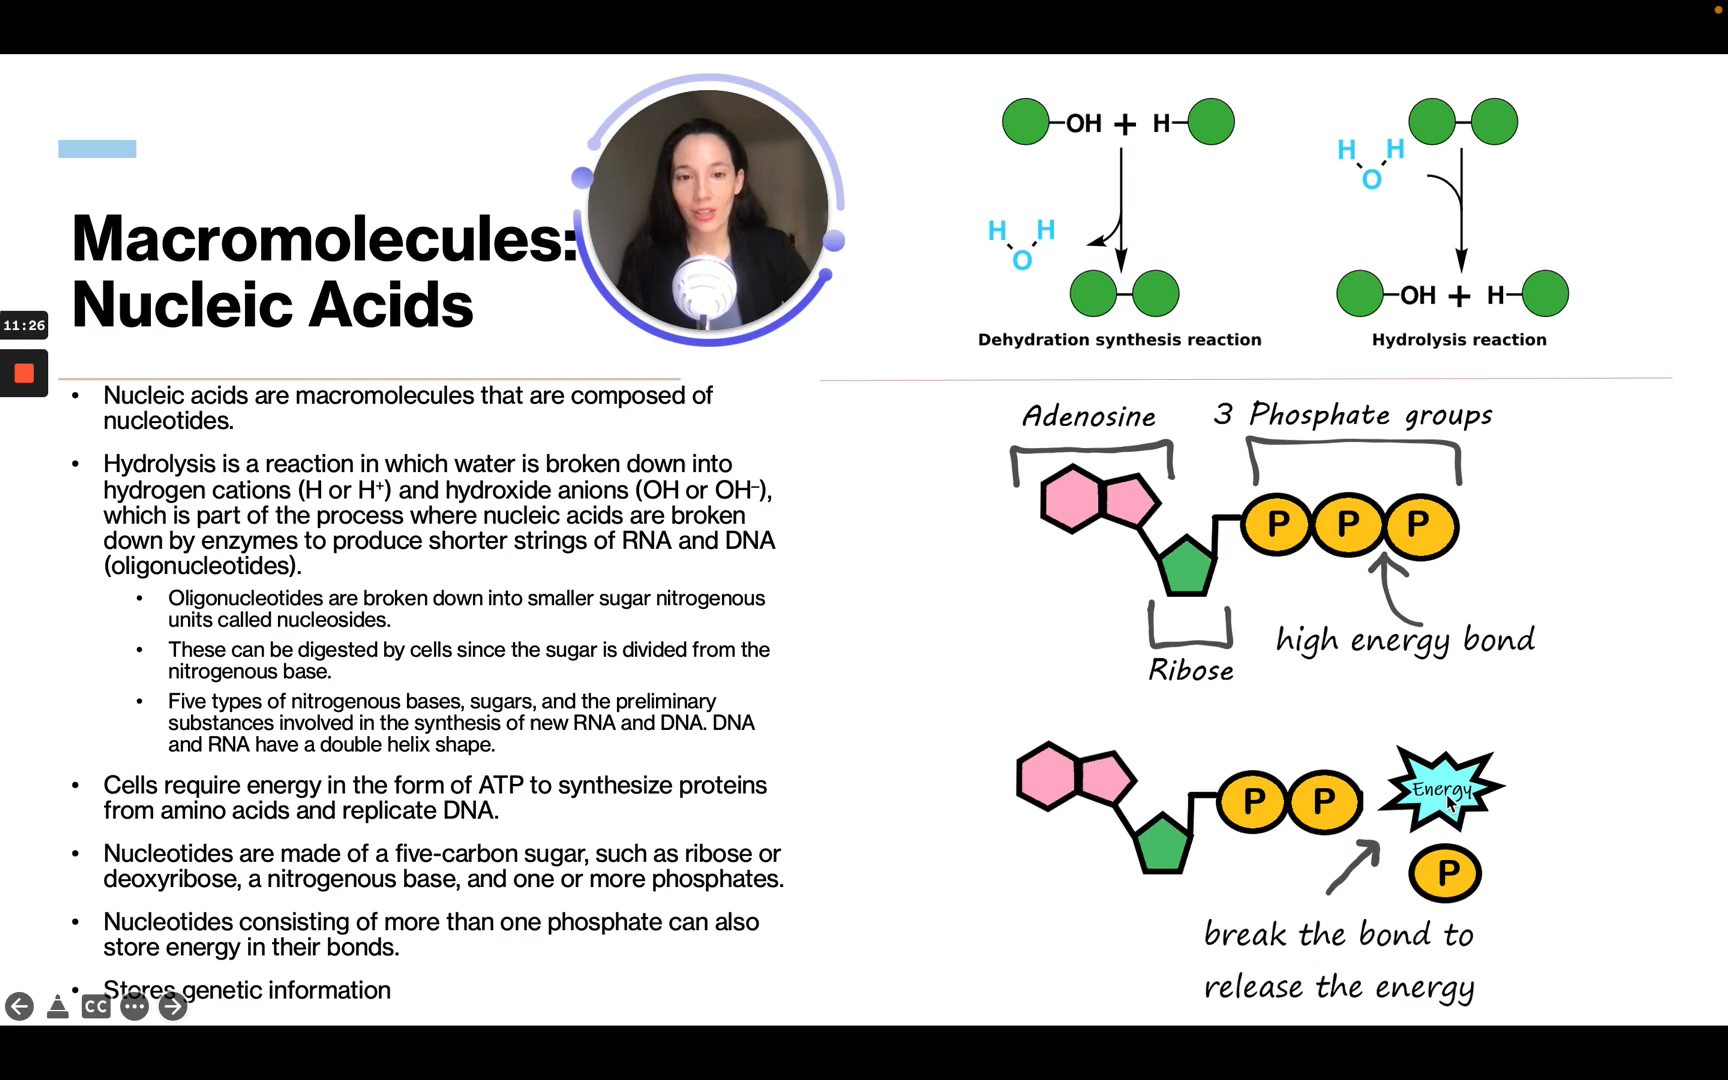 Macromolecules:
Nucleic Acids
11:26
• Nucleic acids are macromolecules that are composed of
nucleotides.
• Hydrolysis is a reaction in which water is broken down into
hydrogen cations (H or H⁺) and hydroxide anions (OH or OH⁻),
which is part of the process where nucleic acids are broken
down by enzymes to produce shorter strings of RNA and DNA
(oligonucleotides).
• Oligonucleotides are broken down into smaller sugar nitrogenous
units called nucleosides.
• These can be digested by cells since the sugar is divided from the
nitrogenous base.
• Five types of nitrogenous bases, sugars, and the preliminary
substances involved in the synthesis of new RNA and DNA. DNA
and RNA have a double helix shape.
• Cells require energy in the form of ATP to synthesize proteins
from amino acids and replicate DNA.
• Nucleotides are made of a five-carbon sugar, such as ribose or
deoxyribose, a nitrogenous base, and one or more phosphates.
• Nucleotides consisting of more than one phosphate can also
store energy in their bonds.
• Stores genetic information
CC
OH + H
H H
O
Dehydration synthesis reaction
H H
O
OH + H
Hydrolysis reaction
Adenosine 3 Phosphate groups
P P P
high energy bond
Ribose
P P Energy
P
break the bond to
release the energy